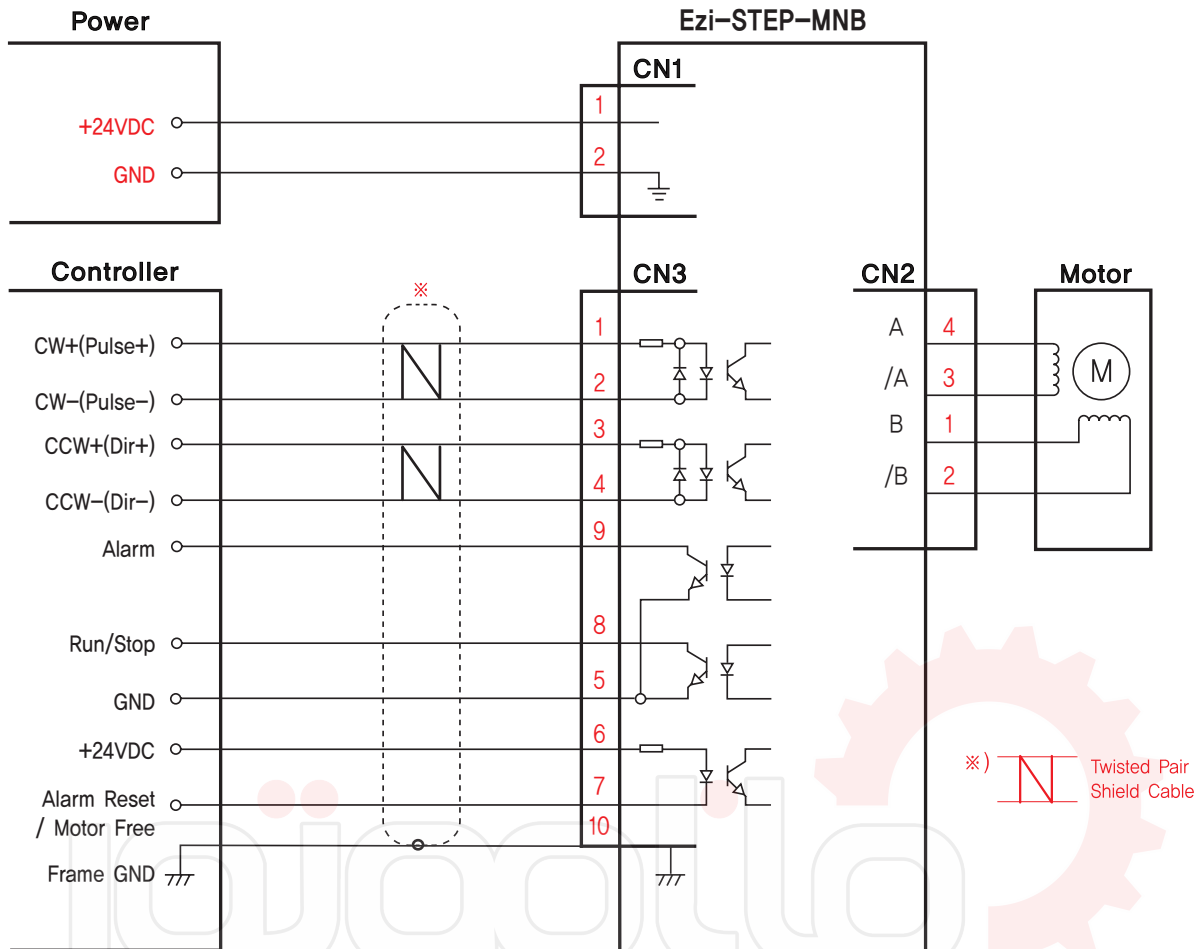 Power
Ezi-STEP-MNB
CN1
1
+24VDC
2
GND
Controller
※
CN3
CN2
Motor
CW+(Pulse+)
1
A
4
CW-(Pulse-)
2
/A
3
M
CCW+(Dir+)
3
B
1
CCW-(Dir-)
4
/B
2
Alarm
9
Run/Stop
8
GND
5
+24VDC
6
Alarm Reset
/ Motor Free
7
10
Frame GND
※) N Twisted Pair
Shield Cable